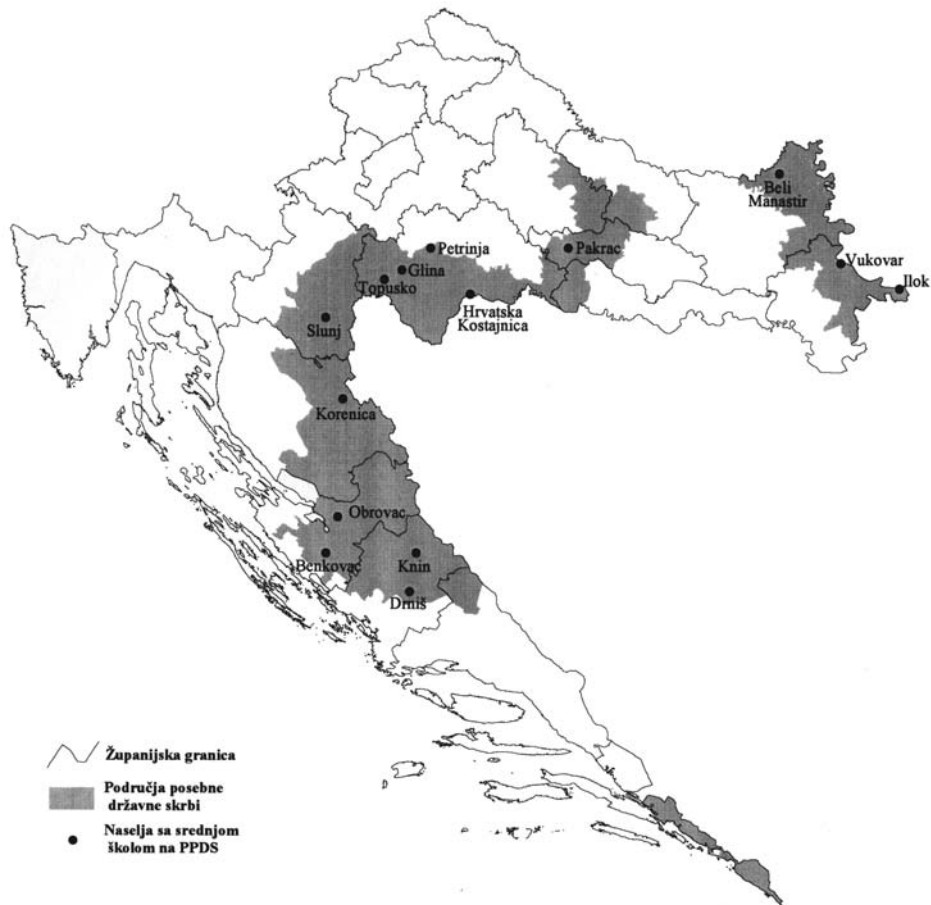 Beli
Manastir
Petrinja
Pakrac
Vukovar
Glina
Topusko
Ilok
Hrvatska
Kostajnica
Slunj
Korenica
Obrovac
Benkovac
Knin
Drniš
Županijska granica
Područja posebne
državne skrbi
Naselja sa srednjom
školom na PPDS